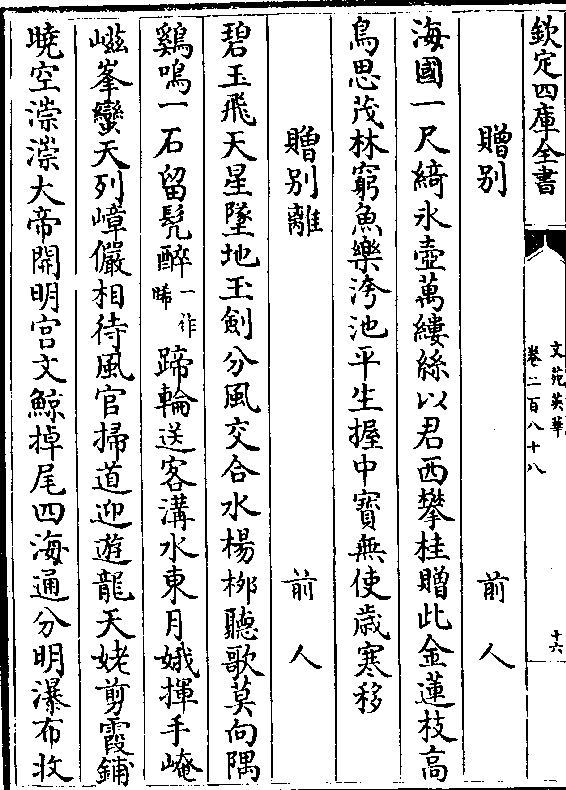 欽定四庫全書
文苑英華
卷二百八十八
十六
贈别 前人
海國一尺綺氷壺萬縷絲以君西攀桂贈此金蓮枝高
鳥思茂林窮魚樂洿池平生握中寳無使歳寒移
贈别離 前人
碧玉飛天星墜地玉劍分風交合水楊栁聽歌莫向隅
鷄鳴一石留髠醉一作晞蹄輪送客溝水東月娥揮手崦
嵫峯蠻天列嶂儼相待風官掃道迎遊龍天姥剪霞鋪
曉空漴漴大帝開明宫文鯨掉尾四海通分明瀑布收